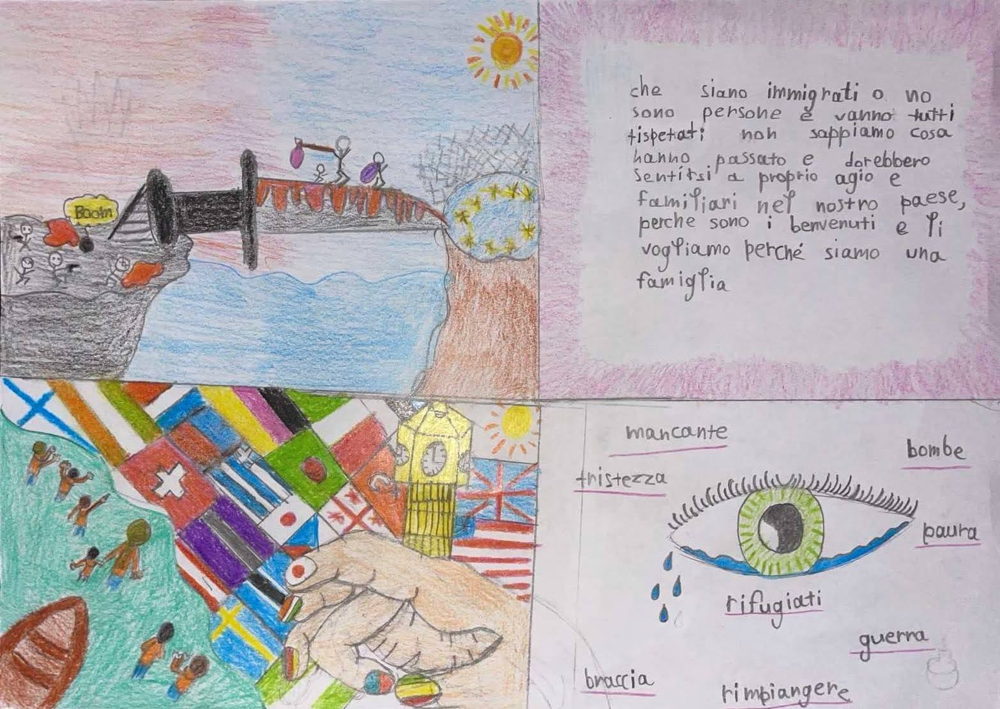 Boom
che siano immigrati o no
sono persone e vanno tutti
rispetati non sappiamo cosa
hanno passato e dorebbero
sentirsi a proprio agio e
familiari nel nostro paese,
perche sono i benvenuti e li
vogliamo perché siamo una
famiglia
mancante
bombe
tristezza
paura
rifugiati
guerra
braccia
rimpiangere